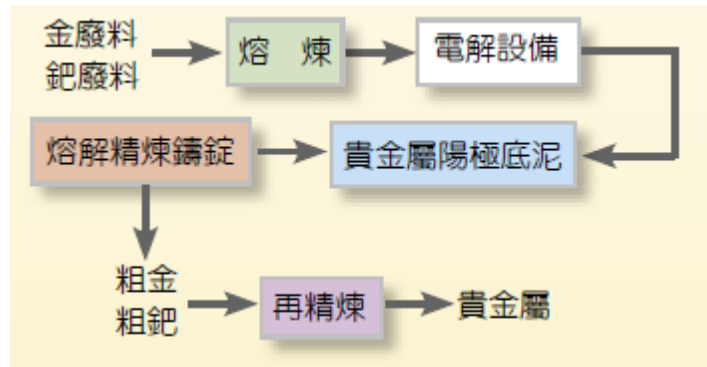 金廢料
鈀廢料
熔 煉
電解設備
熔解精煉鑄錠
貴金屬陽極底泥
粗金
粗鈀
再精煉
貴金屬